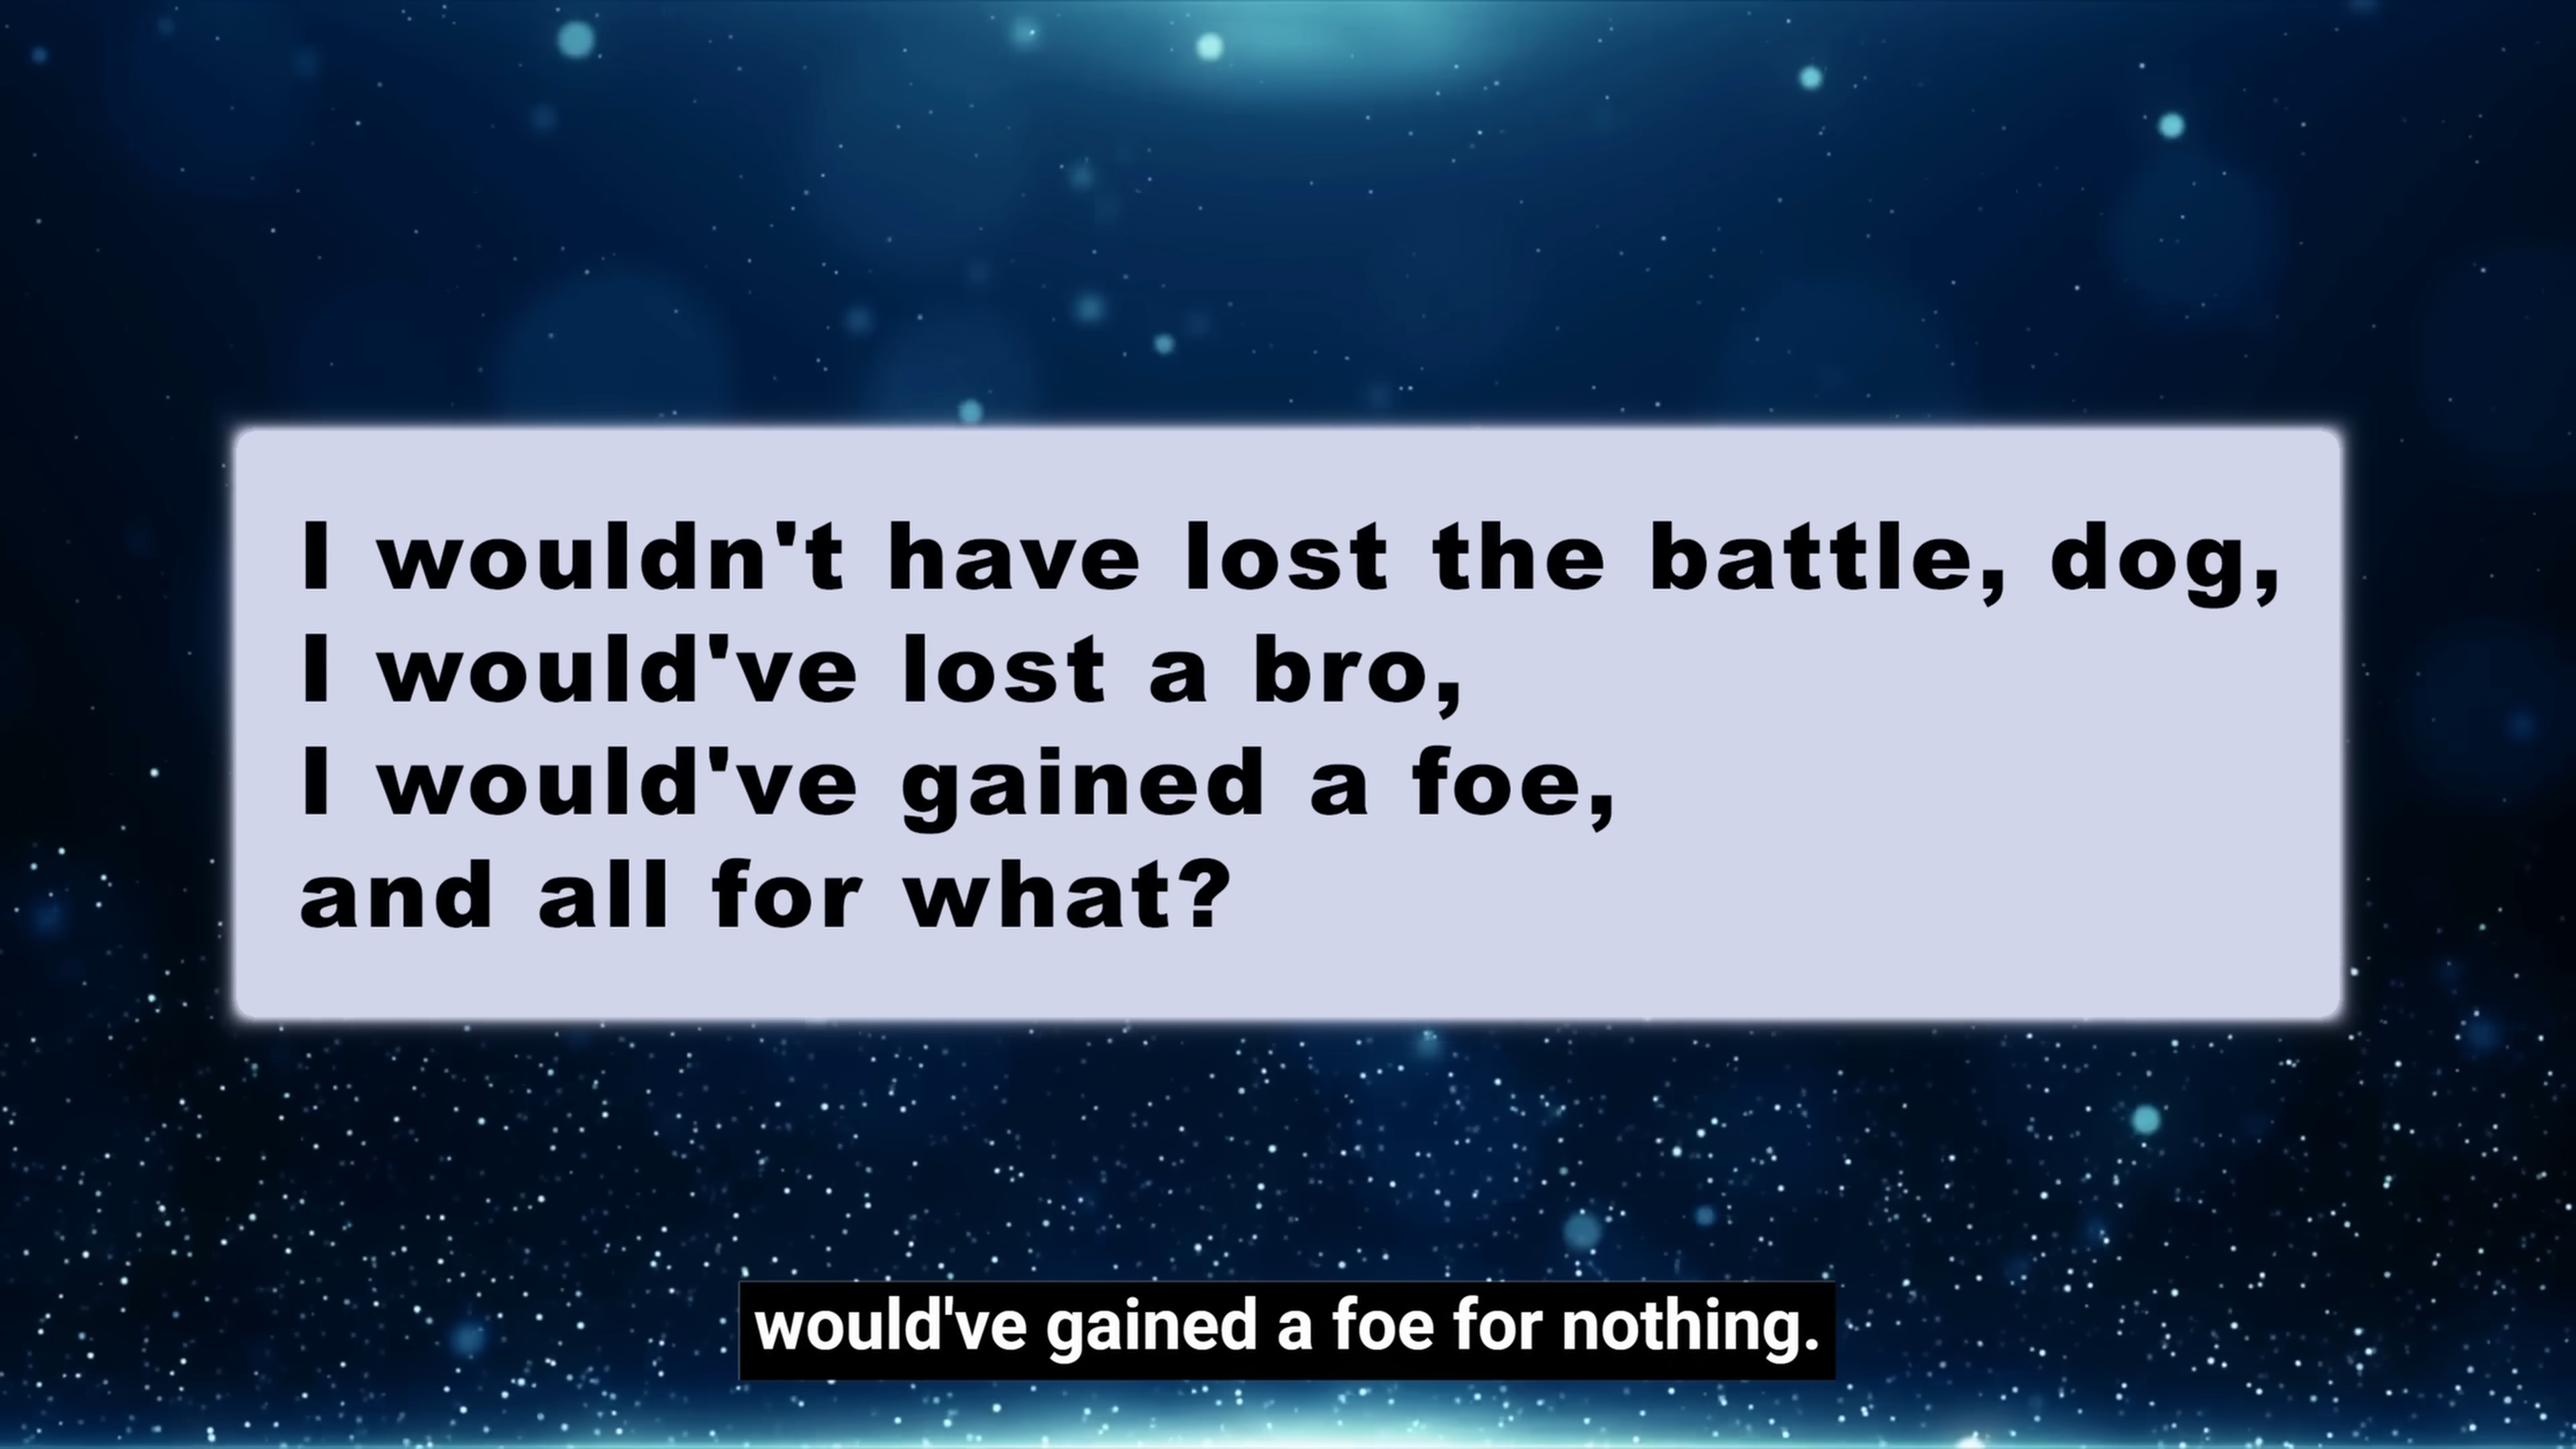 I wouldn't have lost the battle, dog,
I would've lost a bro,
I would've gained a foe,
and all for what?
would've gained a foe for nothing.